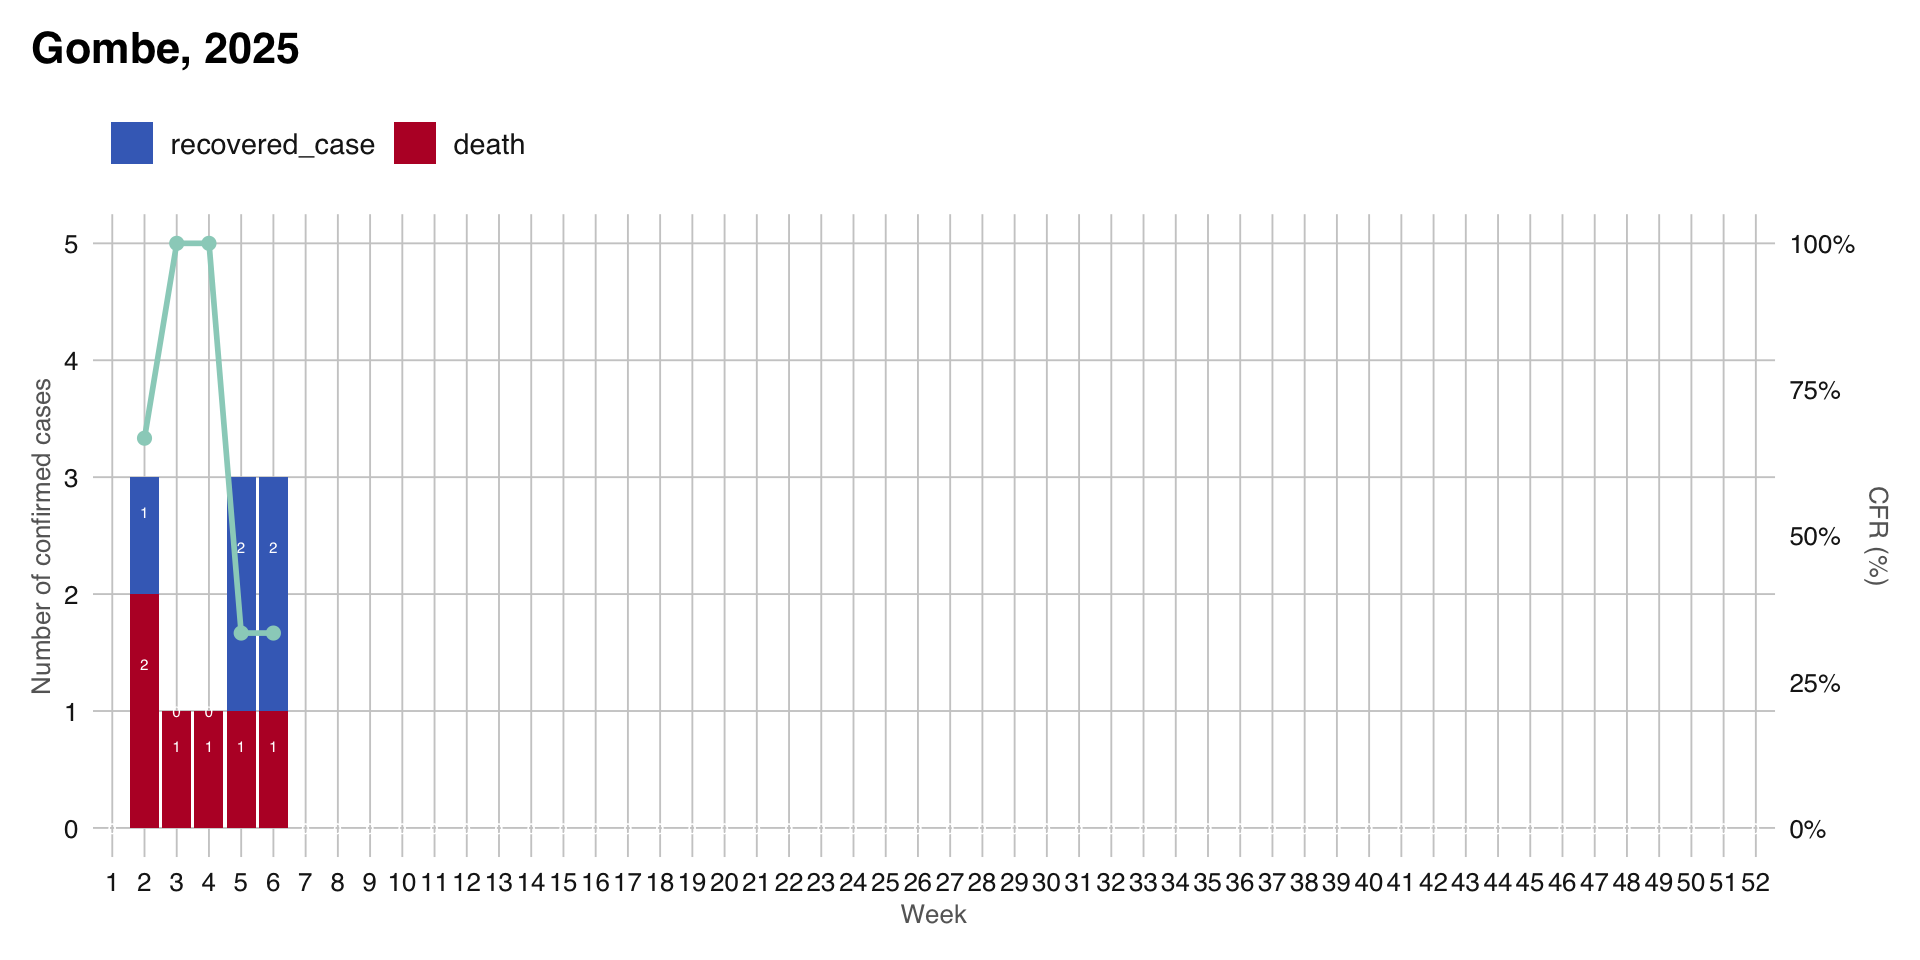 Gombe, 2025
recovered_case death
5 100%
4
75%
3
50%
2
25%
1
0 0%
Number of confirmed cases
CFR (%)
1 2 2
2 0 0
1 1 1 1
1 2 3 4 5 6 7 8 9 10 11 12 13 14 15 16 17 18 19 20 21 22 23 24 25 26 27 28 29 30 31 32 33 34 35 36 37 38 39 40 41 42 43 44 45 46 47 48 49 50 51 52
Week